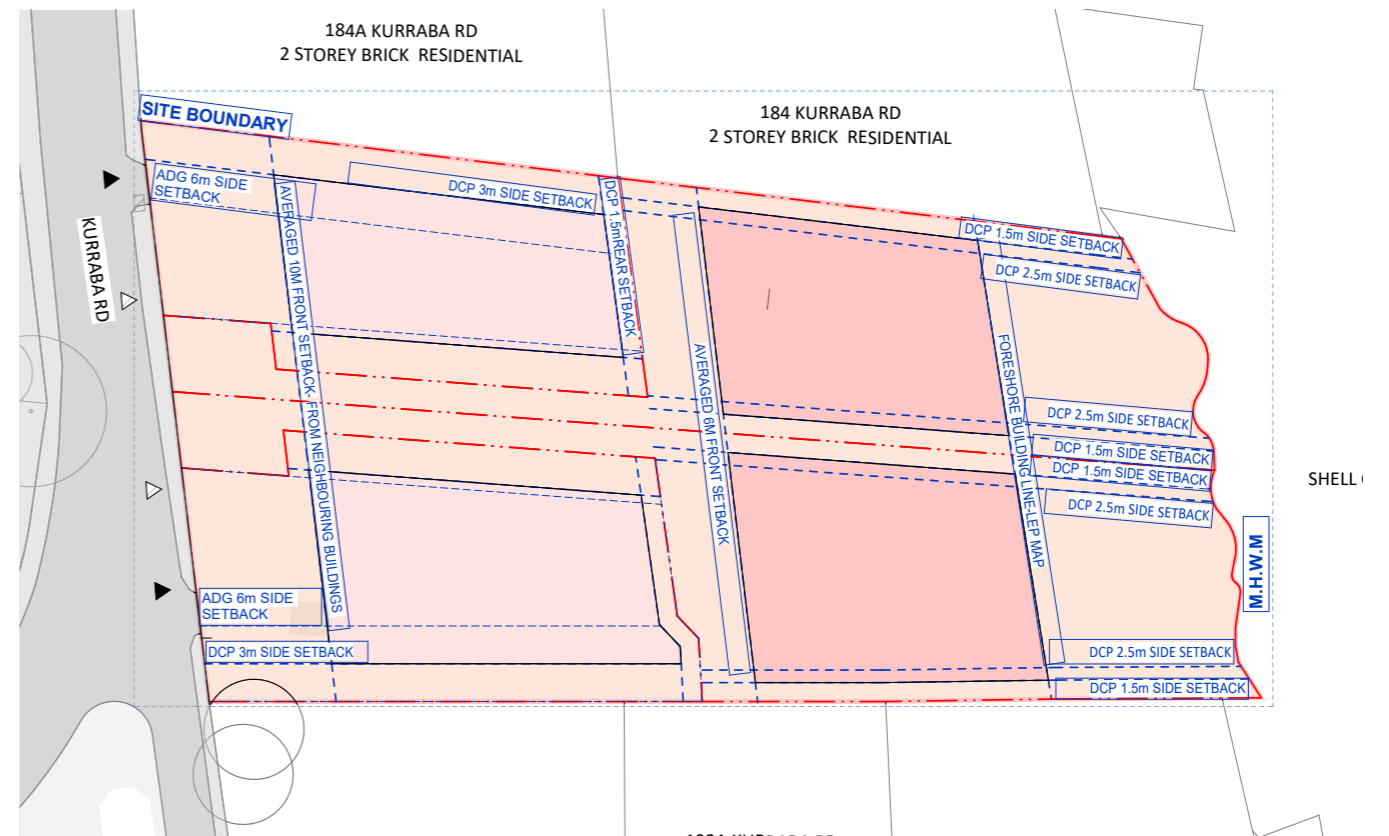 184A KURRABA RD
2 STOREY BRICK RESIDENTIAL
184 KURRABA RD
2 STOREY BRICK RESIDENTIAL
SITE BOUNDARY
ADG 6m SIDE
SETBACK
DCP 3m SIDE SETBACK
DCP 1.5mREAR SETBACK
AVERAGED 10M FRONT SETBACK- FROM NEIGHBOURING BUILDINGS
KURRABA RD
AVERAGED 6M FRONT SETBACK
DCP 1.5m SIDE SETBACK
DCP 2.5m SIDE SETBACK
FORESHORE BUILDING LINE-LEP MAP
DCP 2.5m SIDE SETBACK
DCP 1.5m SIDE SETBACK
DCP 1.5m SIDE SETBACK
DCP 2.5m SIDE SETBACK
SHELL
M.H.W.M
ADG 6m SIDE
SETBACK
DCP 3m SIDE SETBACK
DCP 2.5m SIDE SETBACK
DCP 1.5m SIDE SETBACK